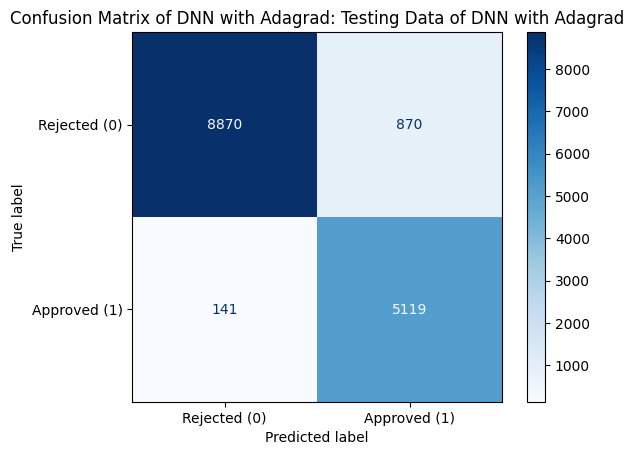 Confusion Matrix of DNN with Adagrad: Testing Data of DNN with Adagrad
True label
Rejected (0)
8870
870
Approved (1)
141
5119
Rejected (0)
Approved (1)
Predicted label
8000
7000
6000
5000
4000
3000
2000
1000